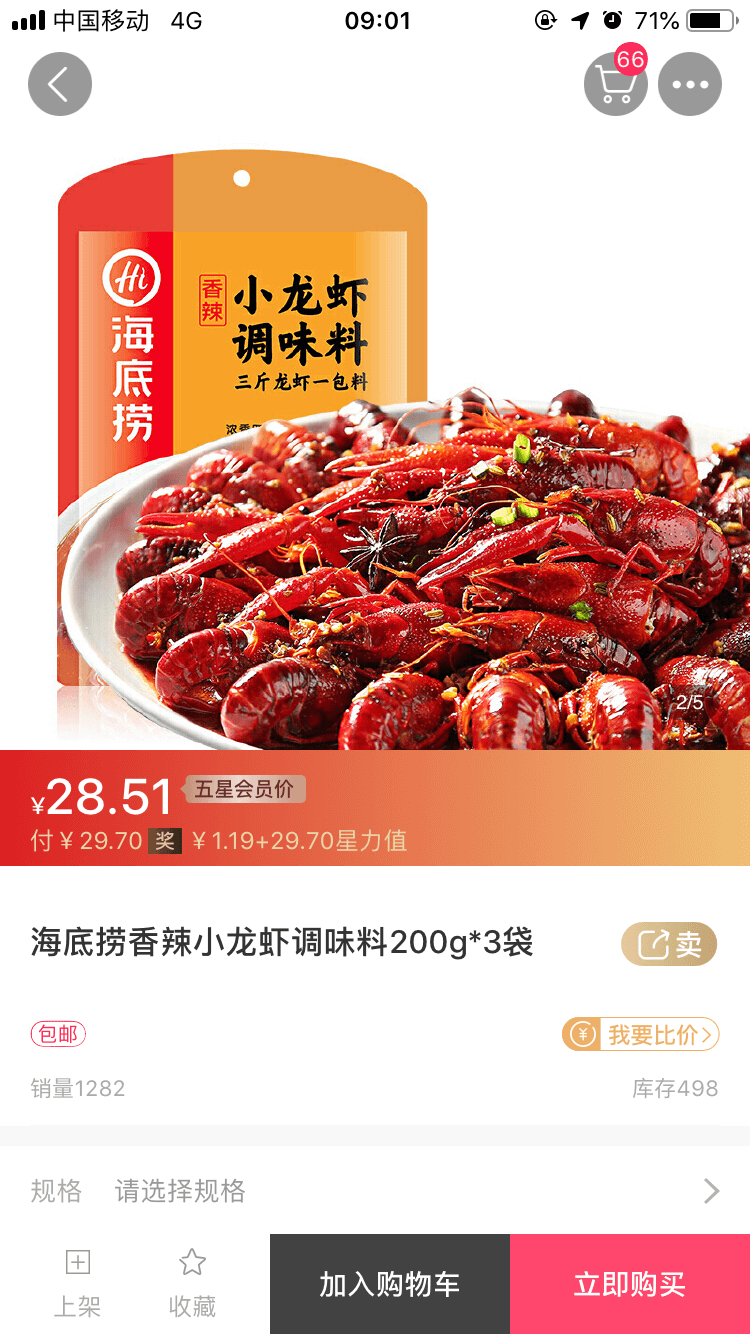 中国移动 4G 09:01 71%
66
Hi
海底捞
香辣
小龙虾
调味料
三斤龙虾一包料
2/5
¥28.51 五星会员价
付¥29.70 奖 ¥1.19+29.70星力值
海底捞香辣小龙虾调味料200g*3袋
卖
包邮
¥ 我要比价
销量1282
库存498
规格 请选择规格
上架
收藏
加入购物车
立即购买